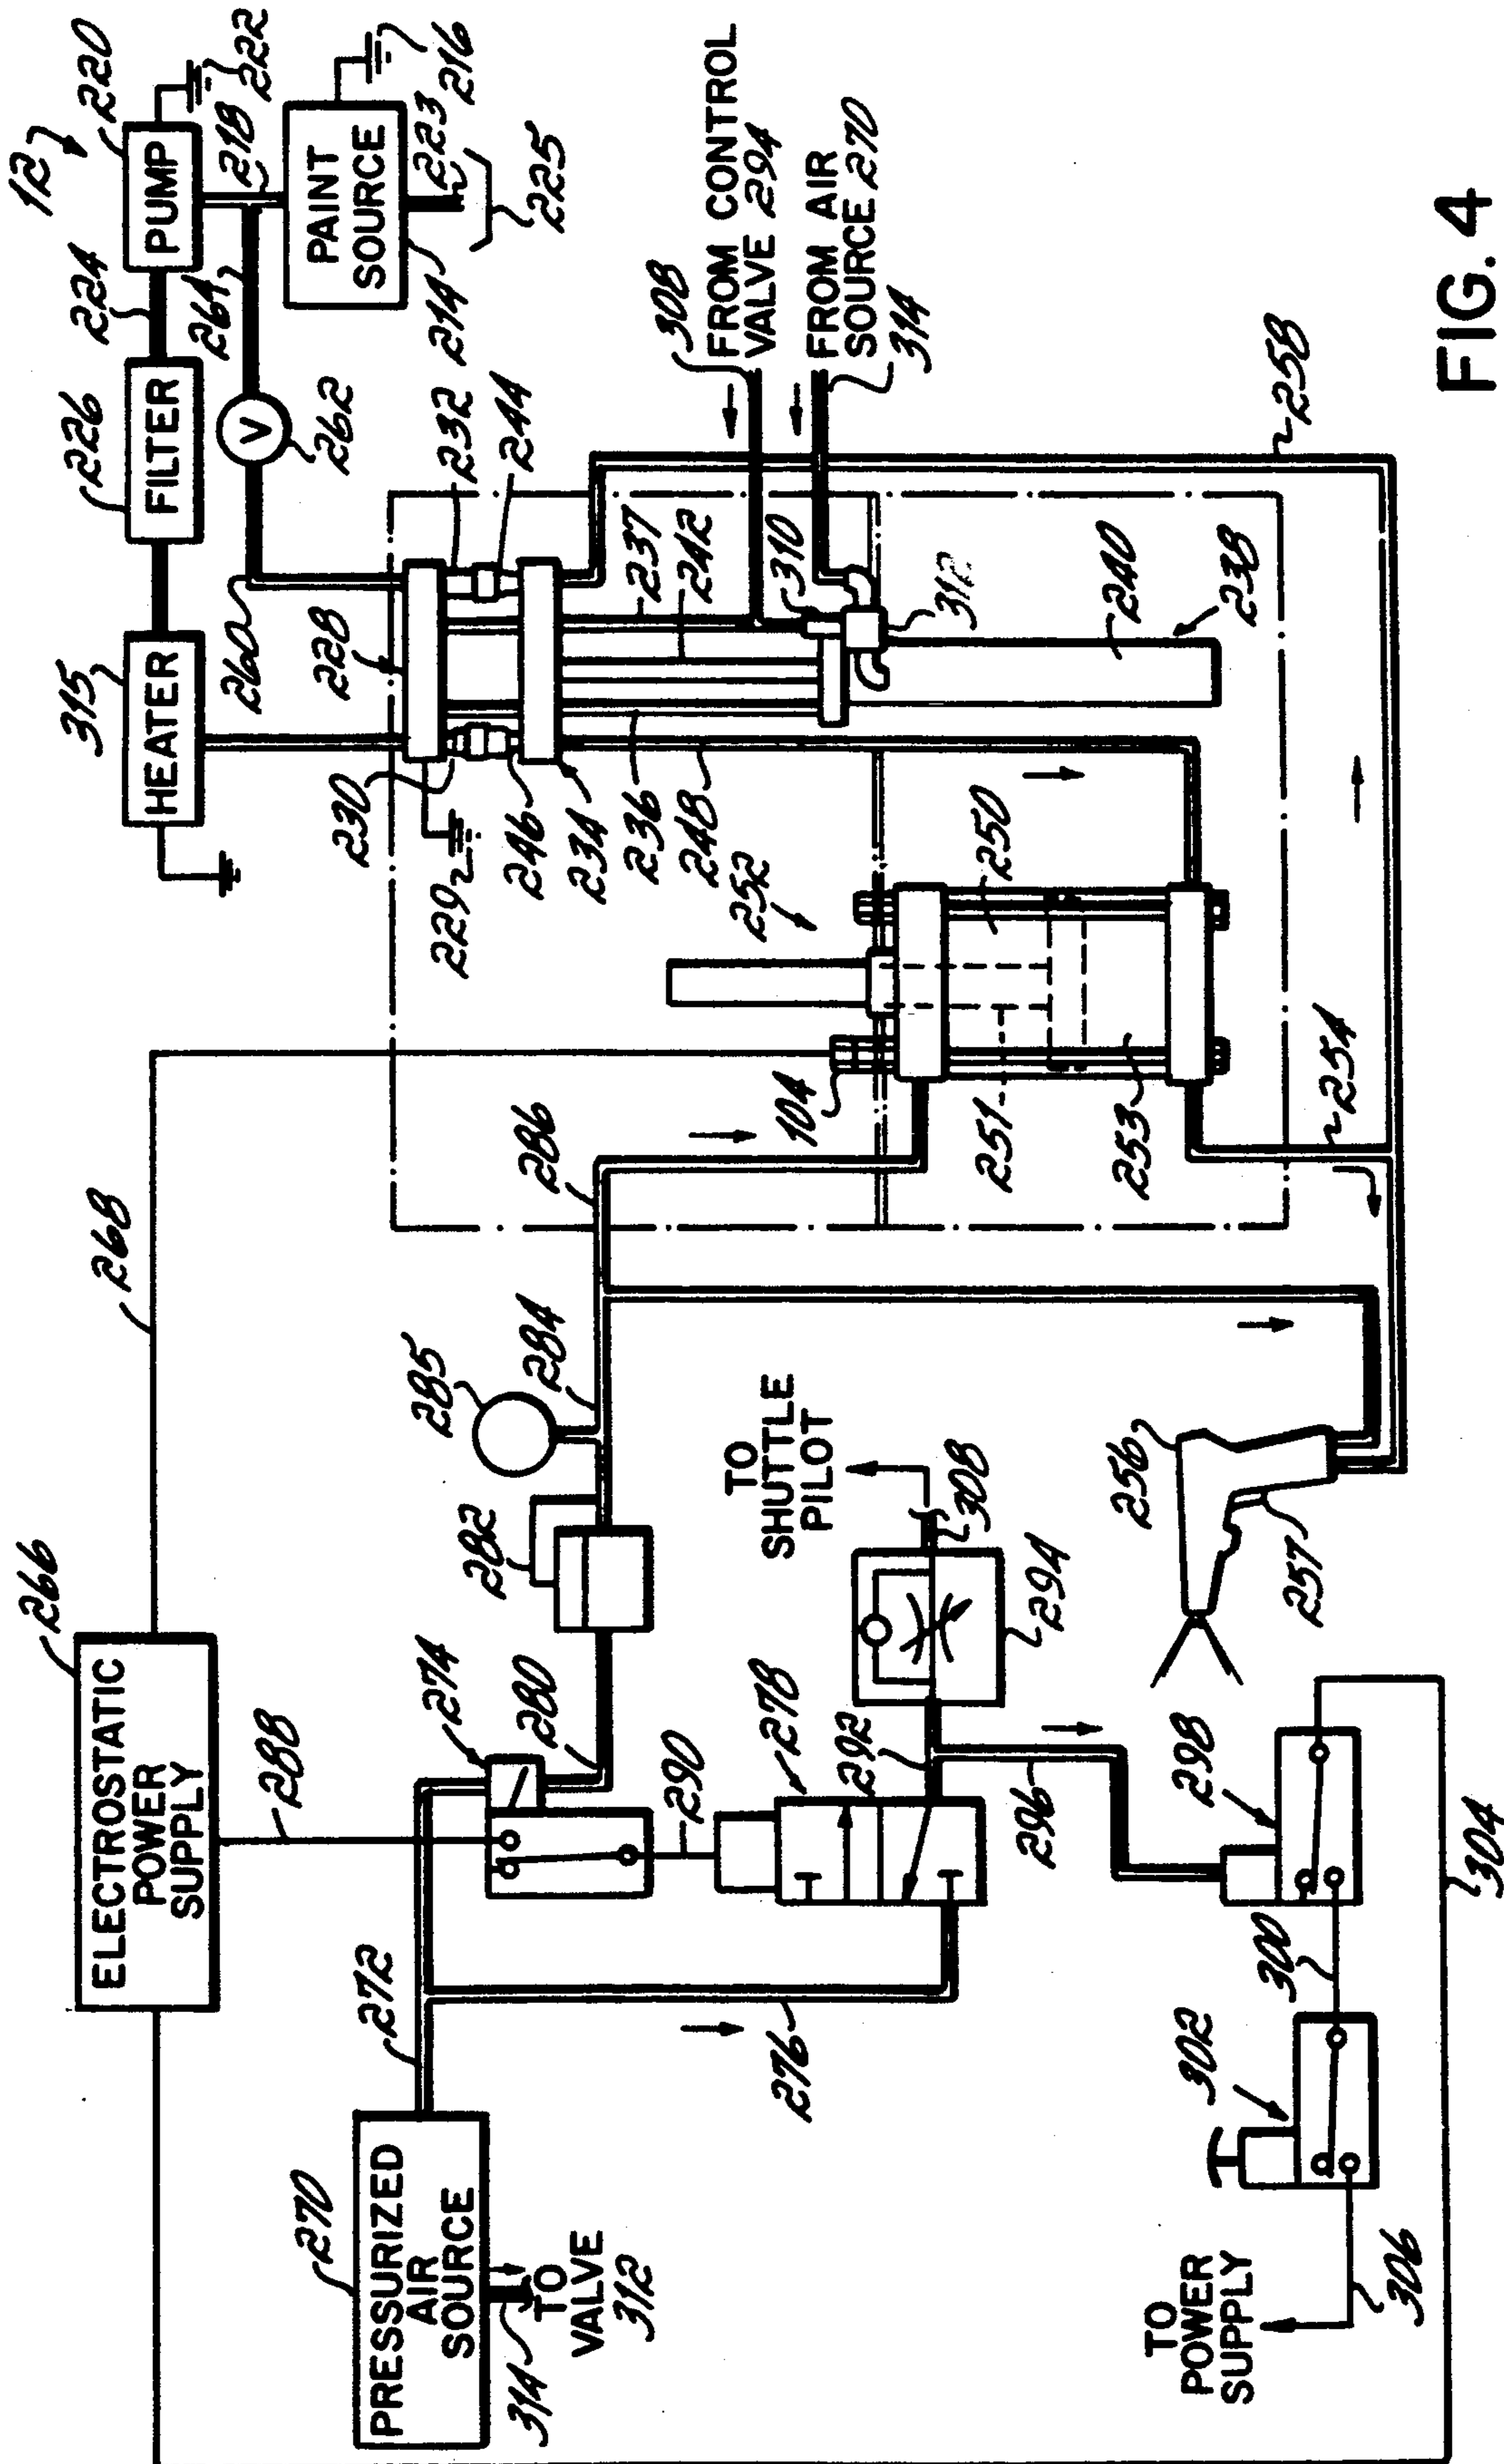 12
220
PUMP
222
218
224
226
FILTER
261
PAINT
SOURCE
223
216
225
214
V
262
315
HEATER
260
228
232
244
230
229
246
234
236
248
237
242
310
312
240
238
308
FROM CONTROL
VALVE 294
FROM AIR
SOURCE 270
314
258
252
250
104
251
253
254
268
286
284
285
282
266
ELECTROSTATIC
POWER
SUPPLY
288
274
280
290
278
292
294
308
TO
SHUTTLE
PILOT
256
257
296
298
300
302
304
306
TO
POWER
SUPPLY
272
276
270
PRESSURIZED
AIR
SOURCE
314
TO
VALVE
312
FIG. 4